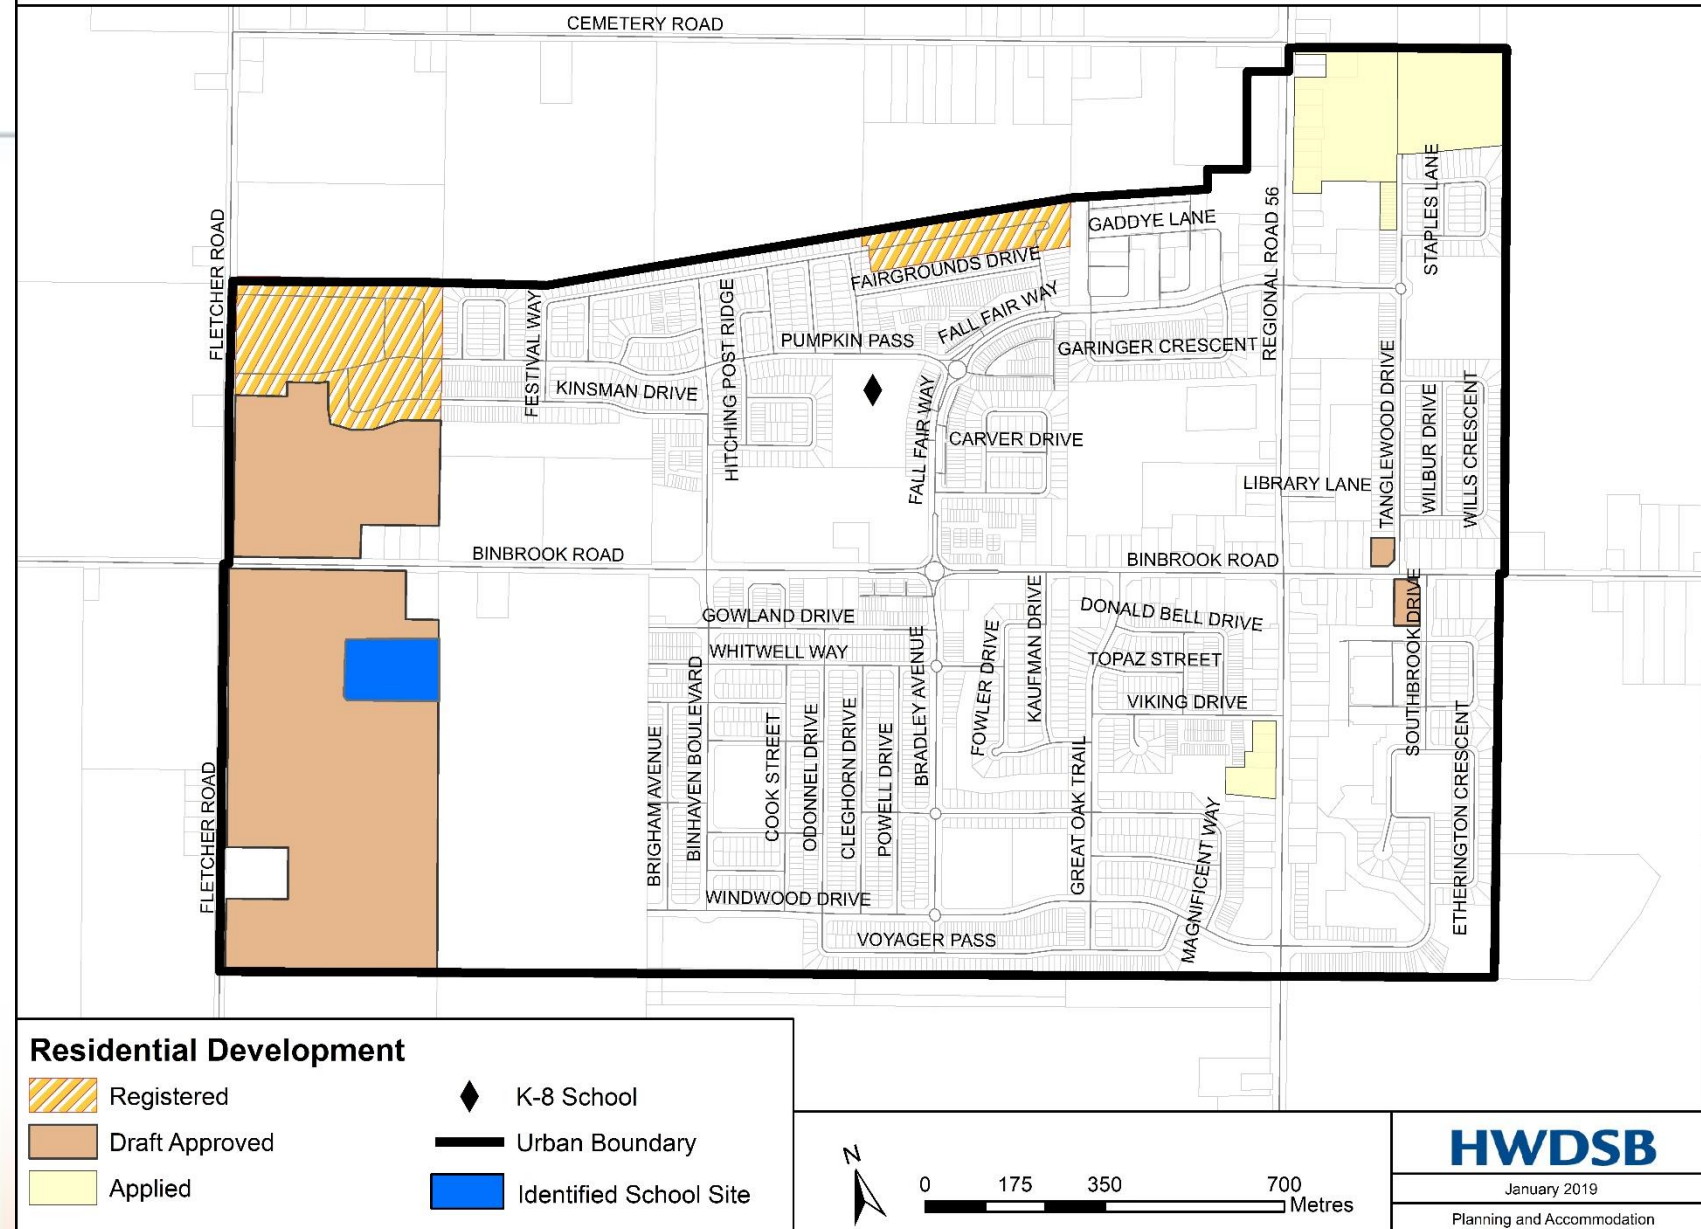 CEMETERY ROAD
FLETCHER ROAD
REGIONAL ROAD 56
STAPLES LANE
GADDYE LANE
FAIRGROUNDS DRIVE
FESTIVAL WAY
HITCHING POST RIDGE
PUMPKIN PASS
FALL FAIR WAY
GARINGER CRESCENT
KINSMAN DRIVE
FALL FAIR WAY
CARVER DRIVE
TANGLEWOOD DRIVE
WILBUR DRIVE
WILLS CRESCENT
LIBRARY LANE
BINBROOK ROAD
BINBROOK ROAD
GOWLAND DRIVE
WHITWELL WAY
BRADLEY AVENUE
FOWLER DRIVE
KAUFMAN DRIVE
DONALD BELL DRIVE
TOPAZ STREET
VIKING DRIVE
SOUTHBROOK DRIVE
FLETCHER ROAD
BRIGHAM AVENUE
BINHAVEN BOULEVARD
COOK STREET
ODONNEL DRIVE
CLEGHORN DRIVE
POWELL DRIVE
GREAT OAK TRAIL
MAGNIFICENT WAY
ETHERINGTON CRESCENT
WINDWOOD DRIVE
VOYAGER PASS
Residential Development
Registered
Draft Approved
Applied
K-8 School
Urban Boundary
Identified School Site
N
0 175 350 700
Metres
HWDSB
January 2019
Planning and Accommodation